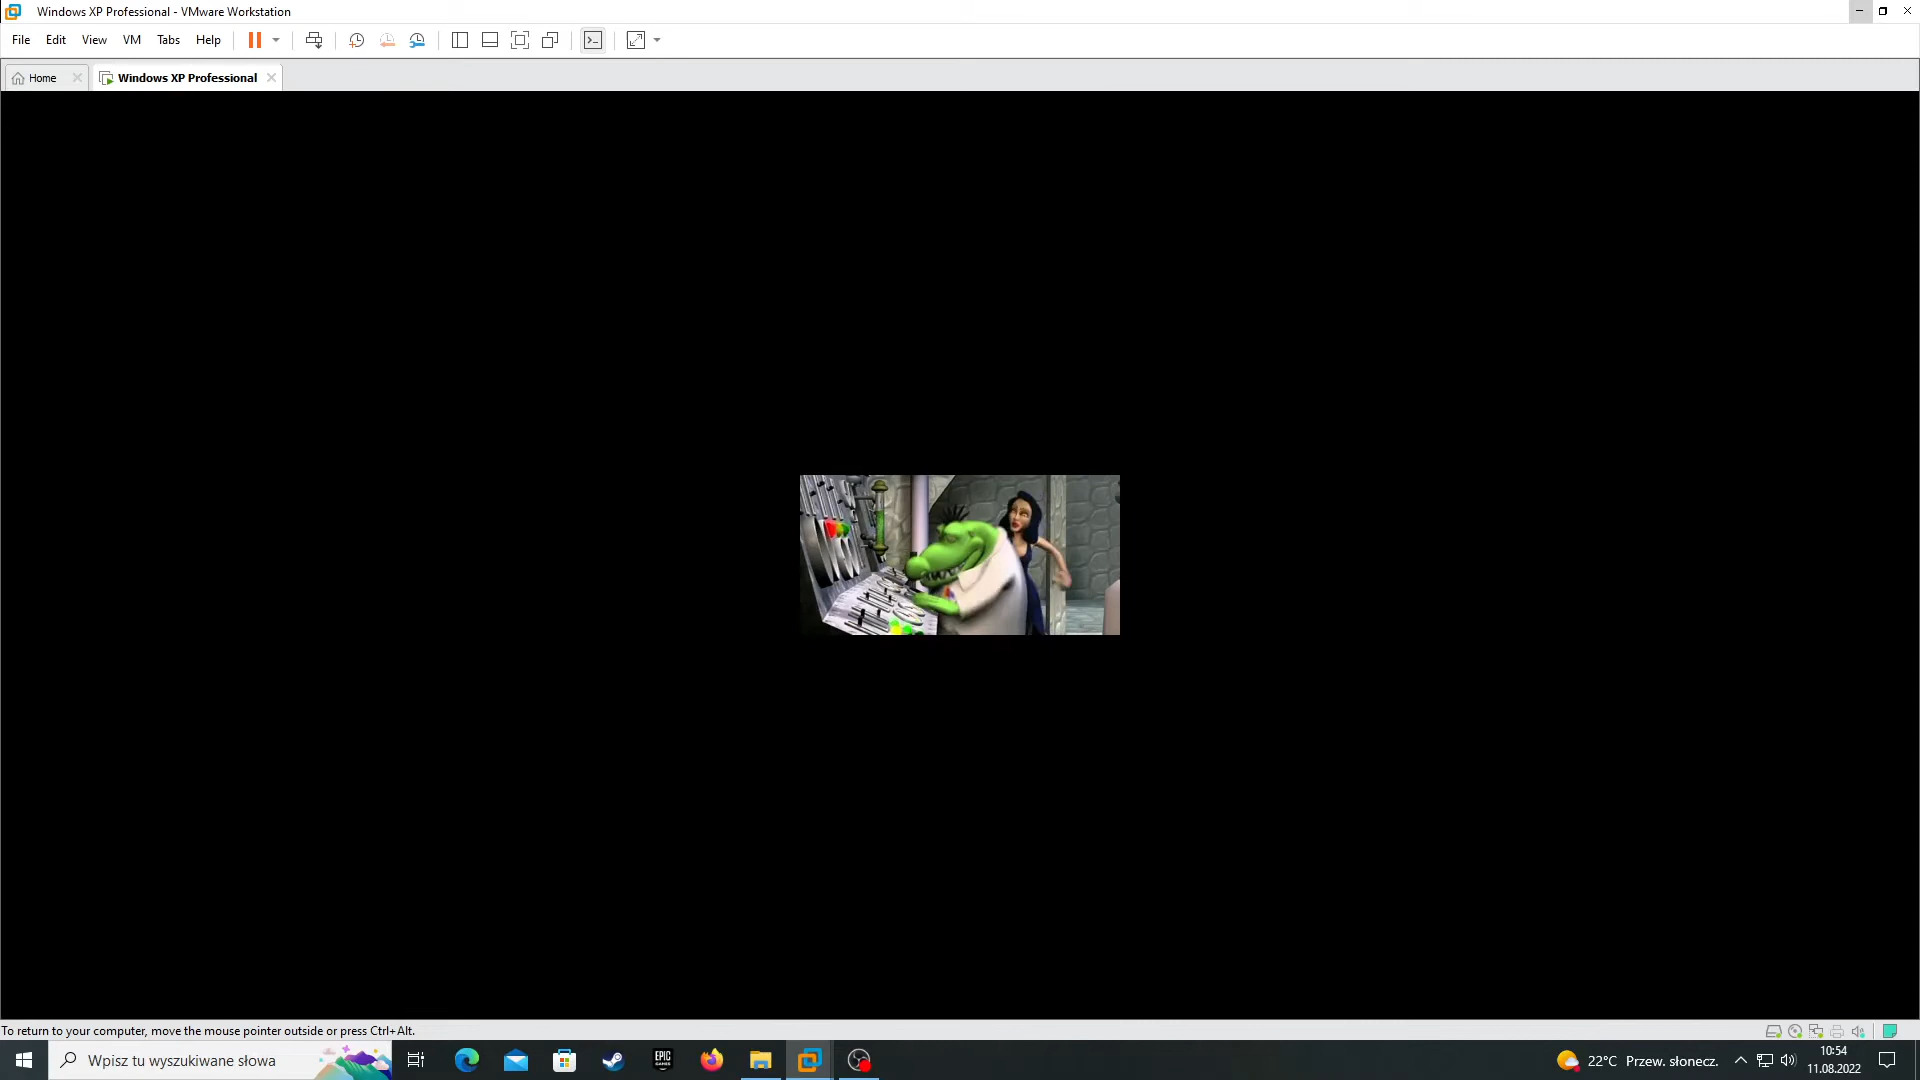 Windows XP Professional - VMware Workstation
File Edit View VM Tabs Help
Home Windows XP Professional
To return to your computer, move the mouse pointer outside or press Ctrl+Alt.
Wpisz tu wyszukiwane słowa EPIC GAMES 22°C Przew. słonecz. 10:54
11.08.2022